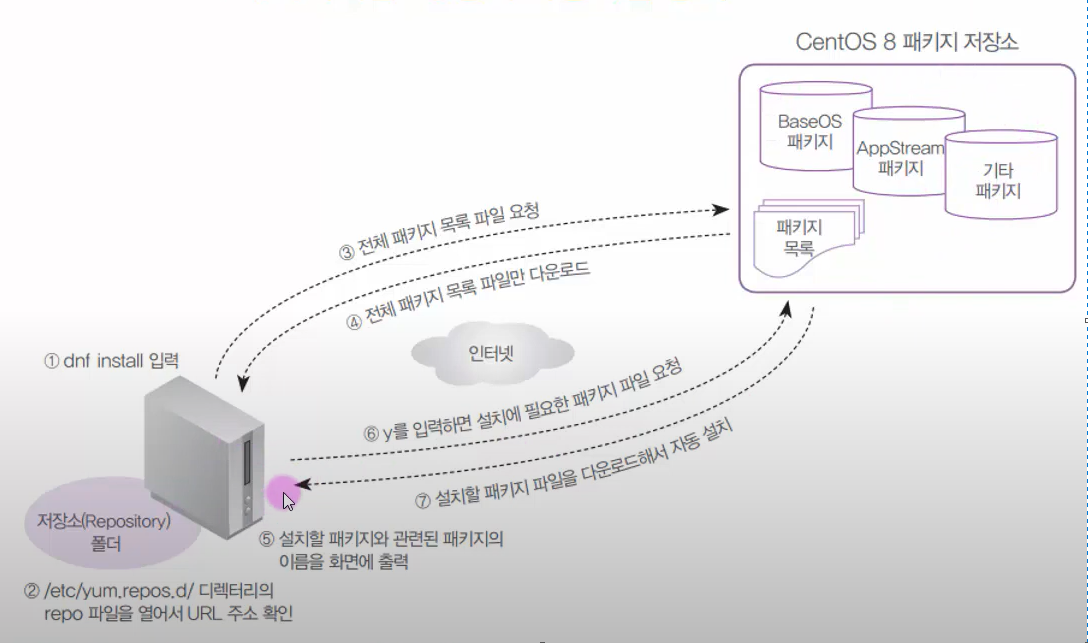 CentOS 8 패키지 저장소
BaseOS
패키지
AppStream
패키지
기타
패키지
패키지
목록
③ 전체 패키지 목록 파일 요청
④ 전체 패키지 목록 파일만 다운로드
인터넷
① dnf install 입력
⑥ y를 입력하면 설치에 필요한 패키지 파일 요청
⑦ 설치할 패키지 파일을 다운로드해서 자동 설치
저장소(Repository)
폴더
⑤ 설치할 패키지와 관련된 패키지의
이름을 화면에 출력
② /etc/yum.repos.d/ 디렉터리의
repo 파일을 열어서 URL 주소 확인